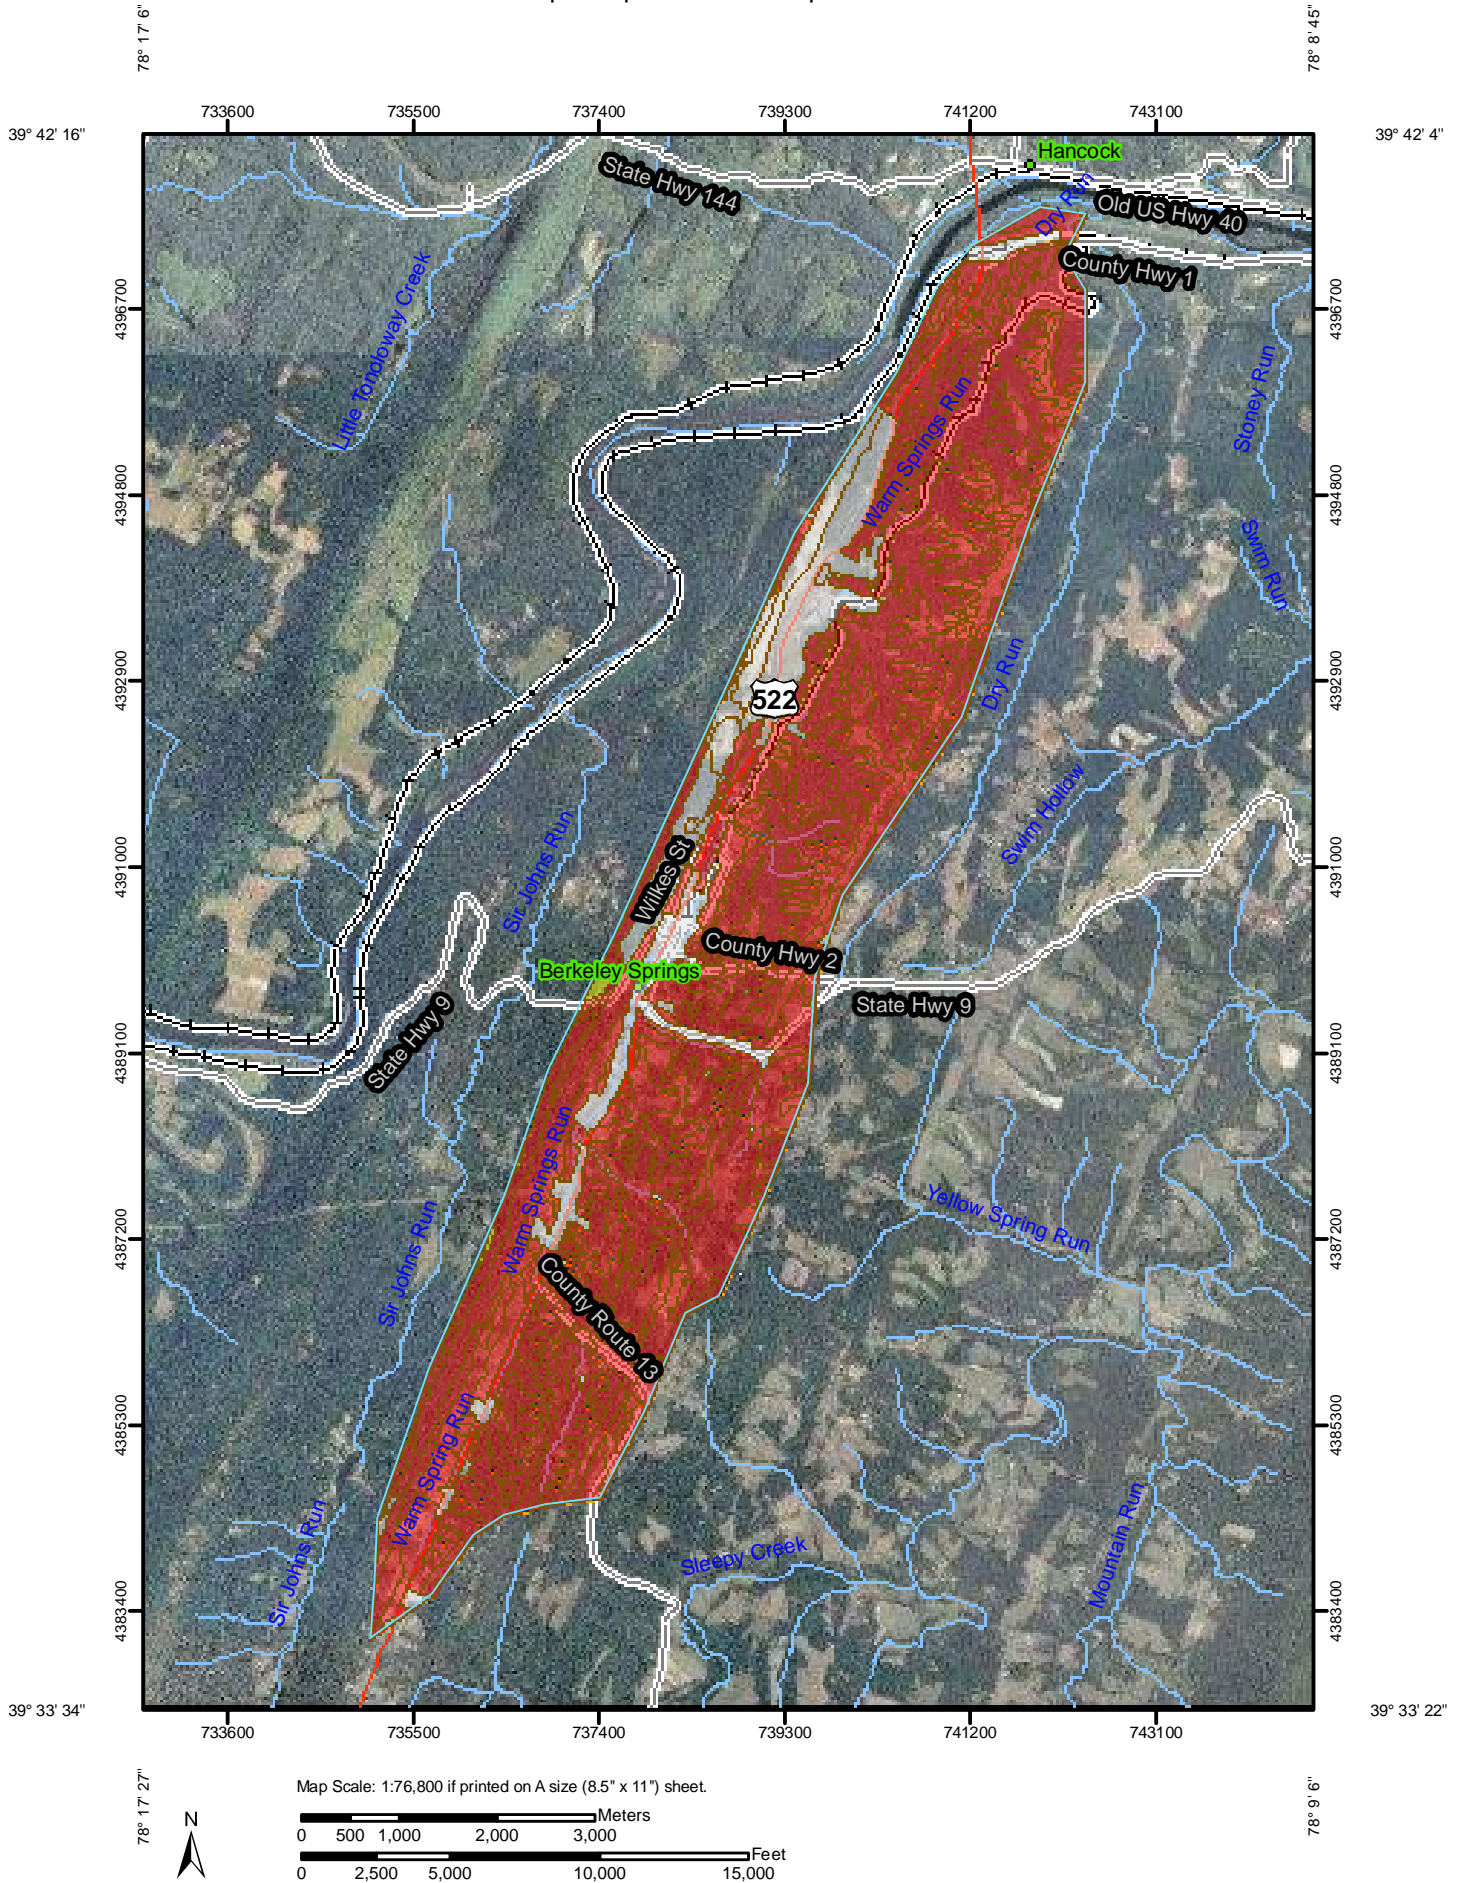 78° 17' 6"
78° 8' 45"
733600 735500 737400 739300 741200 743100
39° 42' 16"
39° 42' 4"
Hancock
State Hwy 144
Dry Run
Old US Hwy 40
County Hwy 1
Little Tonoloway Creek
4396700
4396700
Stoney Run
Warm Springs Run
4394800
4394800
Swim Run
4392900
4392900
Dry Run
522
Swim Hollow
Sir Johns Run
Wilkes St
4391000
4391000
County Hwy 2
Berkeley Springs
State Hwy 9
State Hwy 9
4389100
4389100
Warm Springs Run
Yellow Spring Run
4387200
4387200
Sir Johns Run
County Route 13
4385300
4385300
Warm Spring Run
Sir Johns Run
Sleepy Creek
Mountain Run
4383400
4383400
39° 33' 34"
39° 33' 22"
733600 735500 737400 739300 741200 743100
78° 17' 27"
78° 9' 6"
Map Scale: 1:76,800 if printed on A size (8.5" x 11") sheet.
N
Meters
0 500 1,000 2,000 3,000
Feet
0 2,500 5,000 10,000 15,000